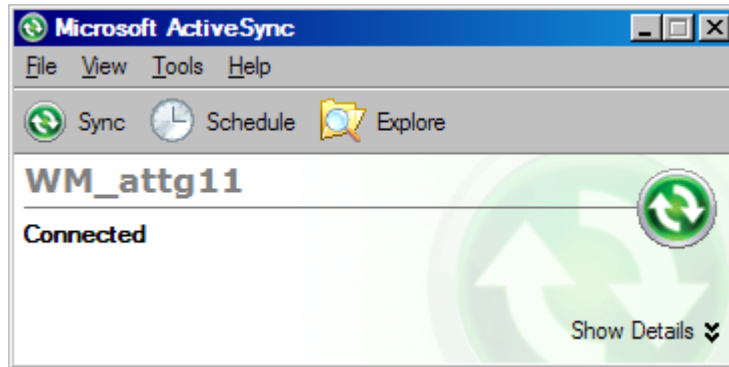 Microsoft ActiveSync
File View Tools Help
Sync Schedule Explore
WM_attg11
Connected
Show Details